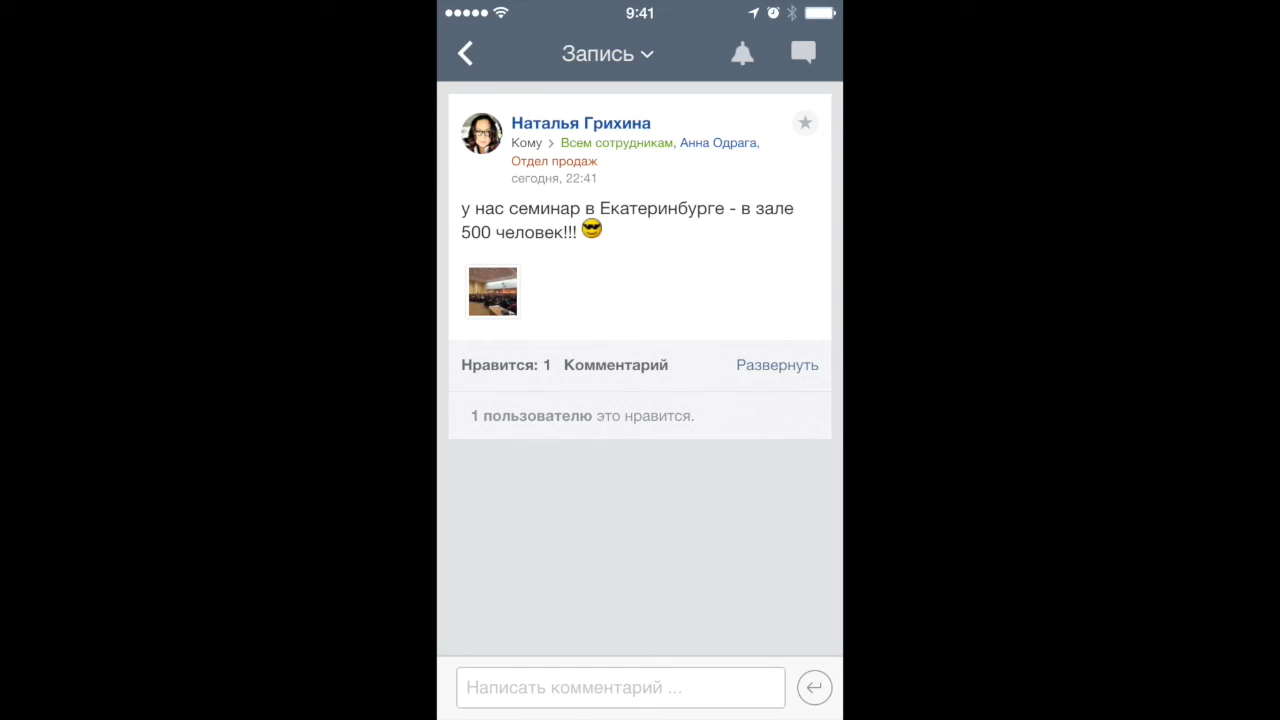 9:41
Запись
Наталья Грихина
Кому > Всем сотрудникам, Анна Одрага,
Отдел продаж
сегодня, 22:41
у нас семинар в Екатеринбурге - в зале
500 человек!!!
Нравится: 1 Комментарий Развернуть
1 пользователю это нравится.
Написать комментарий ...